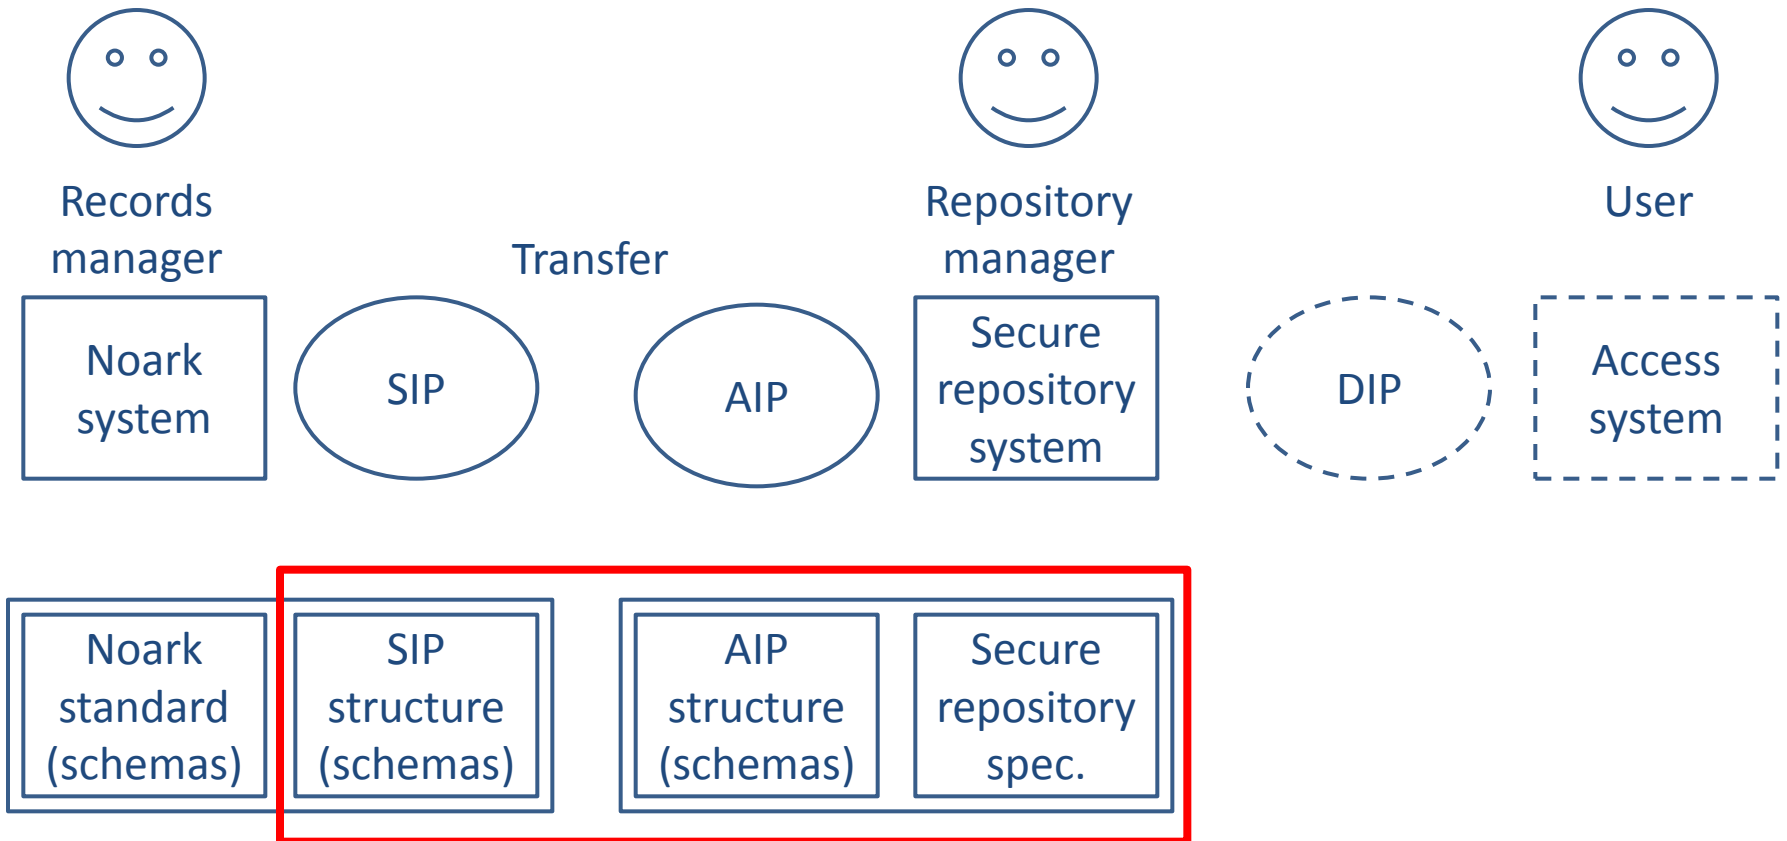 Records
manager
Transfer
Repository
manager
User
Noark
system
SIP
AIP
Secure
repository
system
DIP
Access
system
Noark
standard
(schemas)
SIP
structure
(schemas)
AIP
structure
(schemas)
Secure
repository
spec.